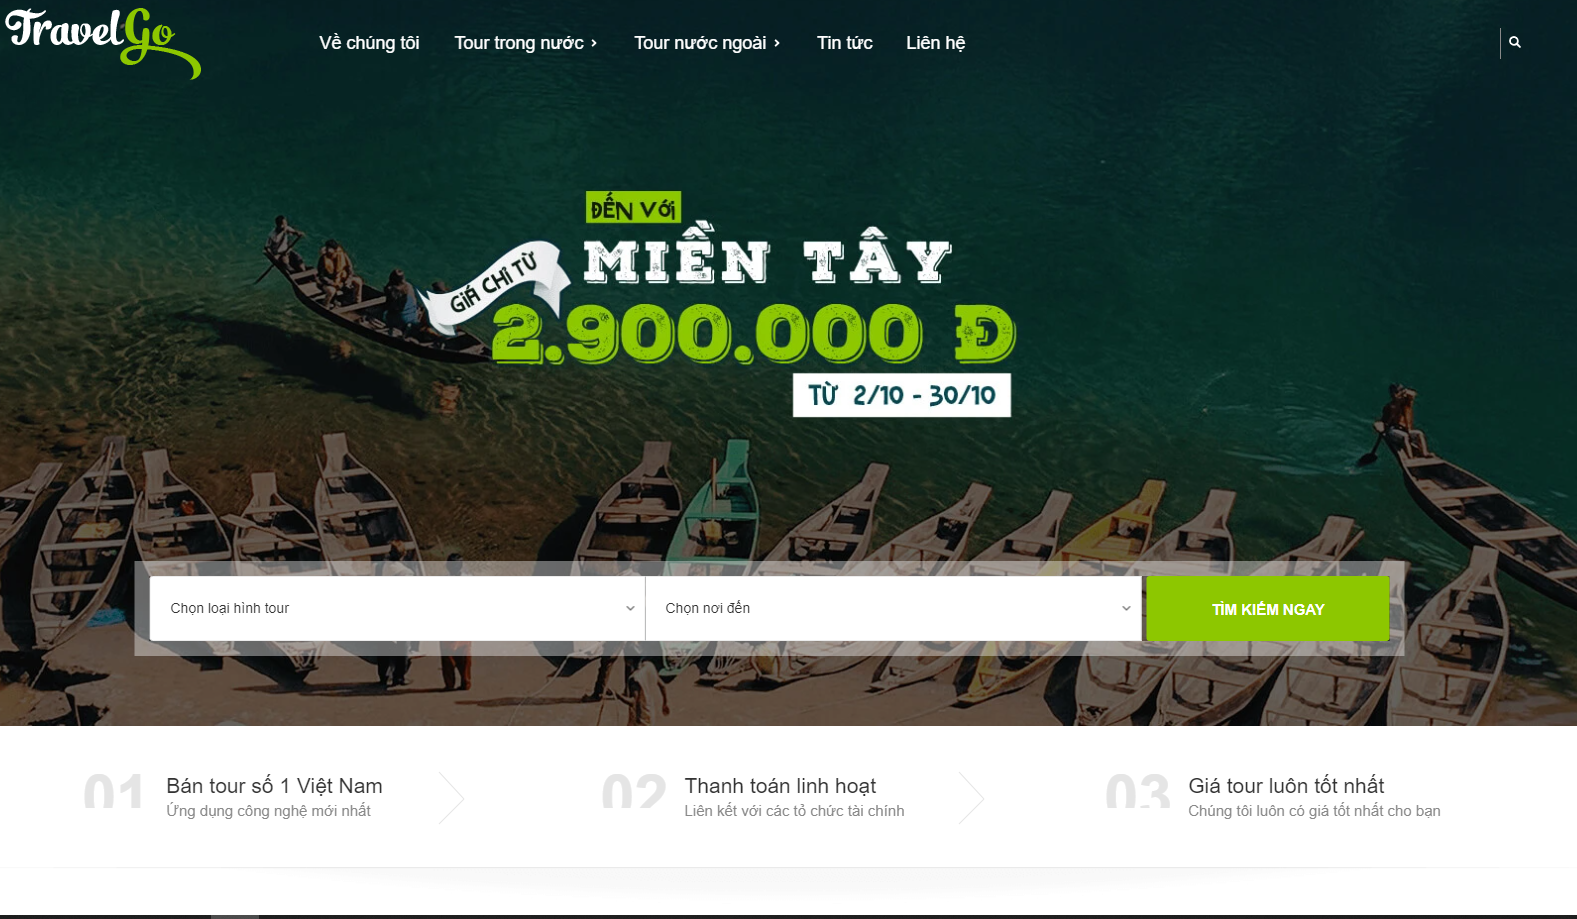 TravelGo
Về chúng tôi
Tour trong nước
Tour nước ngoài
Tin tức
Liên hệ
ĐẾN VỚI
MIỀN TÂY
GIÁ CHỈ TỪ
2.900.000 Đ
TỪ 2/10 - 30/10
Chọn loại hình tour
Chọn nơi đến
TÌM KIẾM NGAY
01
Bán tour số 1 Việt Nam
Ứng dụng công nghệ mới nhất
02
Thanh toán linh hoạt
Liên kết với các tổ chức tài chính
03
Giá tour luôn tốt nhất
Chúng tôi luôn có giá tốt nhất cho bạn